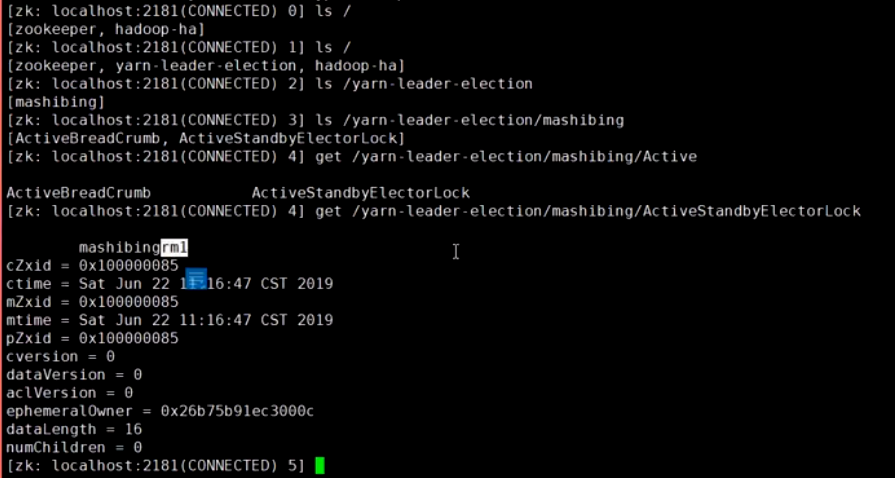 [zk: localhost:2181(CONNECTED) 0] ls /
[zookeeper, hadoop-ha]
[zk: localhost:2181(CONNECTED) 1] ls /
[zookeeper, yarn-leader-election, hadoop-ha]
[zk: localhost:2181(CONNECTED) 2] ls /yarn-leader-election
[mashibing]
[zk: localhost:2181(CONNECTED) 3] ls /yarn-leader-election/mashibing
[ActiveBreadCrumb, ActiveStandbyElectorLock]
[zk: localhost:2181(CONNECTED) 4] get /yarn-leader-election/mashibing/Active
ActiveBreadCrumb ActiveStandbyElectorLock
[zk: localhost:2181(CONNECTED) 4] get /yarn-leader-election/mashibing/ActiveStandbyElectorLock
mashibingrm1
cZxid = 0x100000085
ctime = Sat Jun 22 11:16:47 CST 2019
mZxid = 0x100000085
mtime = Sat Jun 22 11:16:47 CST 2019
pZxid = 0x100000085
cversion = 0
dataVersion = 0
aclVersion = 0
ephemeralOwner = 0x26b75b91ec3000c
dataLength = 16
numChildren = 0
[zk: localhost:2181(CONNECTED) 5]